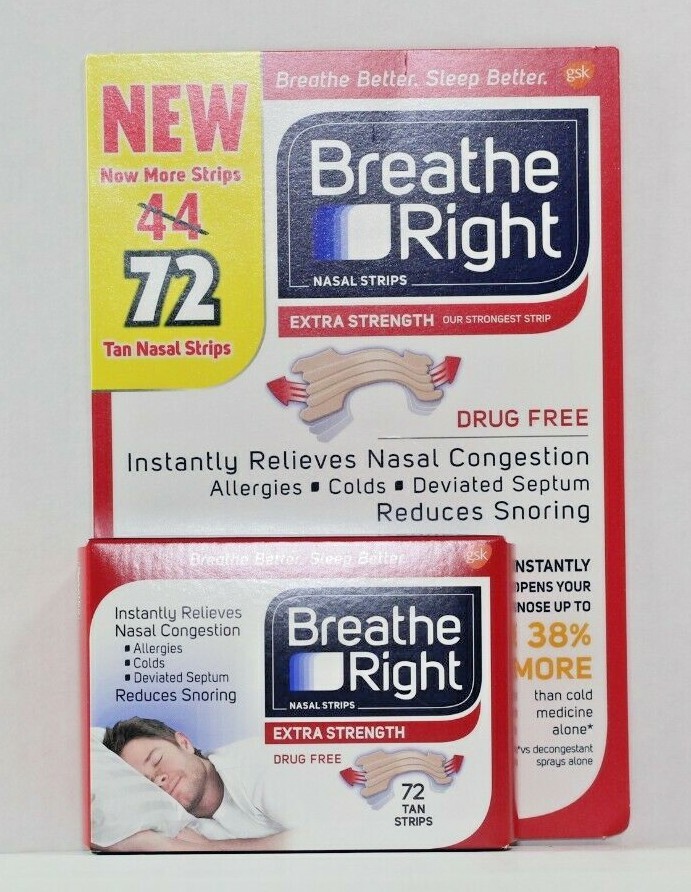 Breathe Better. Sleep Better.
gsk
NEW
Now More Strips
44
72
Tan Nasal Strips
Breathe
Right
NASAL STRIPS
EXTRA STRENGTH OUR STRONGEST STRIP
DRUG FREE
Instantly Relieves Nasal Congestion
Allergies ▪ Colds ▪ Deviated Septum
Reduces Snoring
NSTANTLY
PENS YOUR
NOSE UP TO
38%
MORE
than cold
medicine
alone*
*vs decongestant
sprays alone
Breathe Better. Sleep Better.
gsk
Instantly Relieves
Nasal Congestion
▪ Allergies
▪ Colds
▪ Deviated Septum
Reduces Snoring
Breathe
Right
NASAL STRIPS
EXTRA STRENGTH
DRUG FREE
72
TAN
STRIPS